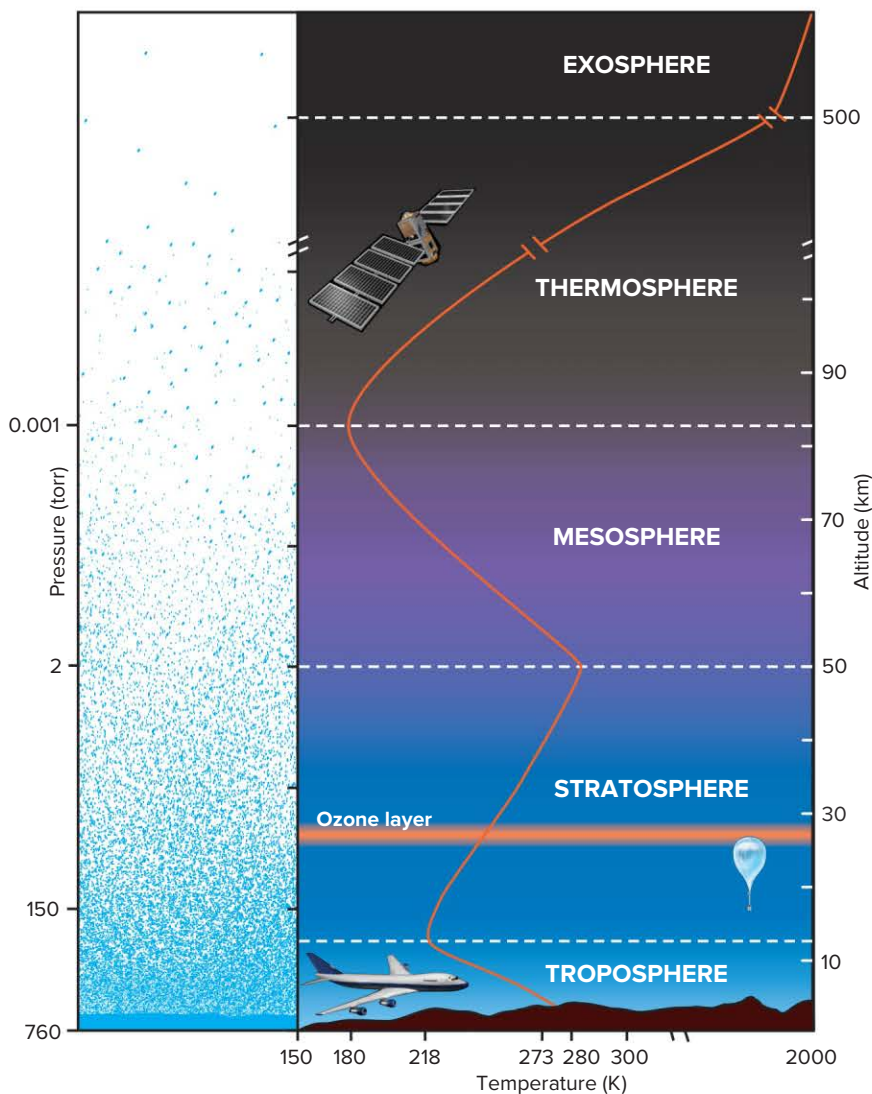 EXOSPHERE
500
THERMOSPHERE
90
0.001
Pressure (torr)
70
MESOSPHERE
Altitude (km)
2
50
STRATOSPHERE
Ozone layer
30
150
TROPOSPHERE
10
760
150 180 218 273 280 300 2000
Temperature (K)